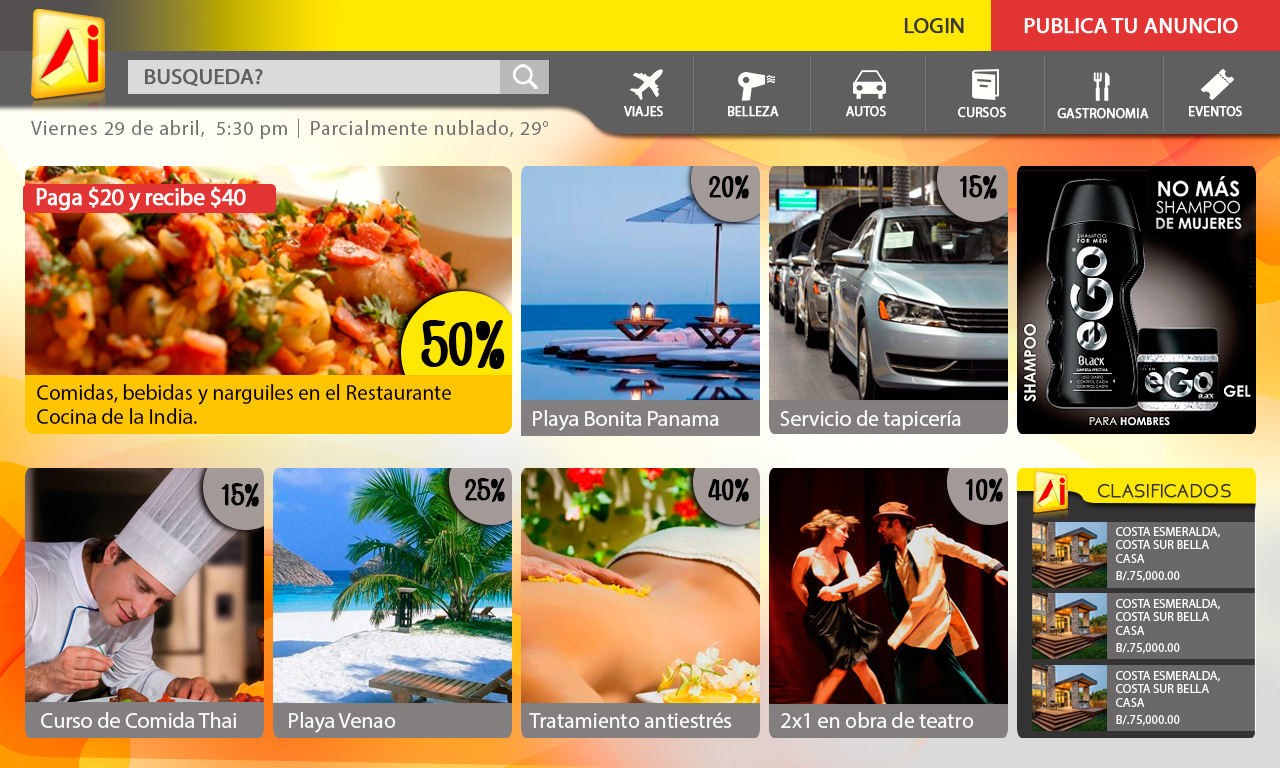 Ai
LOGIN
PUBLICA TU ANUNCIO
BUSQUEDA?
VIAJES
BELLEZA
AUTOS
CURSOS
GASTRONOMIA
EVENTOS
Viernes 29 de abril, 5:30 pm | Parcialmente nublado, 29°
Paga $20 y recibe $40
50%
Comidas, bebidas y narguiles en el Restaurante
Cocina de la India.
20%
Playa Bonita Panama
15%
Servicio de tapicería
NO MÁS
SHAMPOO
DE MUJERES
SHAMPOO
FOR MEN
eGo
Black
LIMPIEZA EFECTIVA
SHAMPOO
eGo
Black
GEL
PARA HOMBRES
15%
Curso de Comida Thai
25%
Playa Venao
40%
Tratamiento antiestrés
10%
2x1 en obra de teatro
Ai
CLASIFICADOS
COSTA ESMERALDA,
COSTA SUR BELLA
CASA
B/.75,000.00
COSTA ESMERALDA,
COSTA SUR BELLA
CASA
B/.75,000.00
COSTA ESMERALDA,
COSTA SUR BELLA
CASA
B/.75,000.00